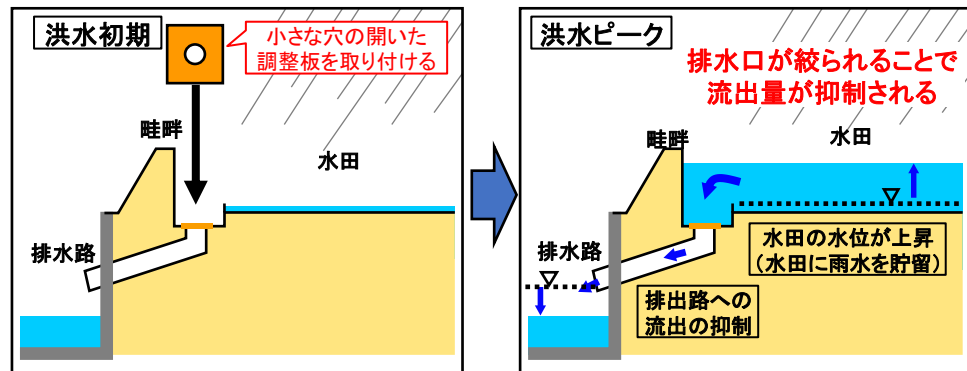 洪水初期
小さな穴の開いた
調整板を取り付ける
畦畔
水田
排水路
洪水ピーク
排水口が絞られることで
流出量が抑制される
畦畔
水田
排水路
水田の水位が上昇
(水田に雨水を貯留)
排出路への
流出の抑制